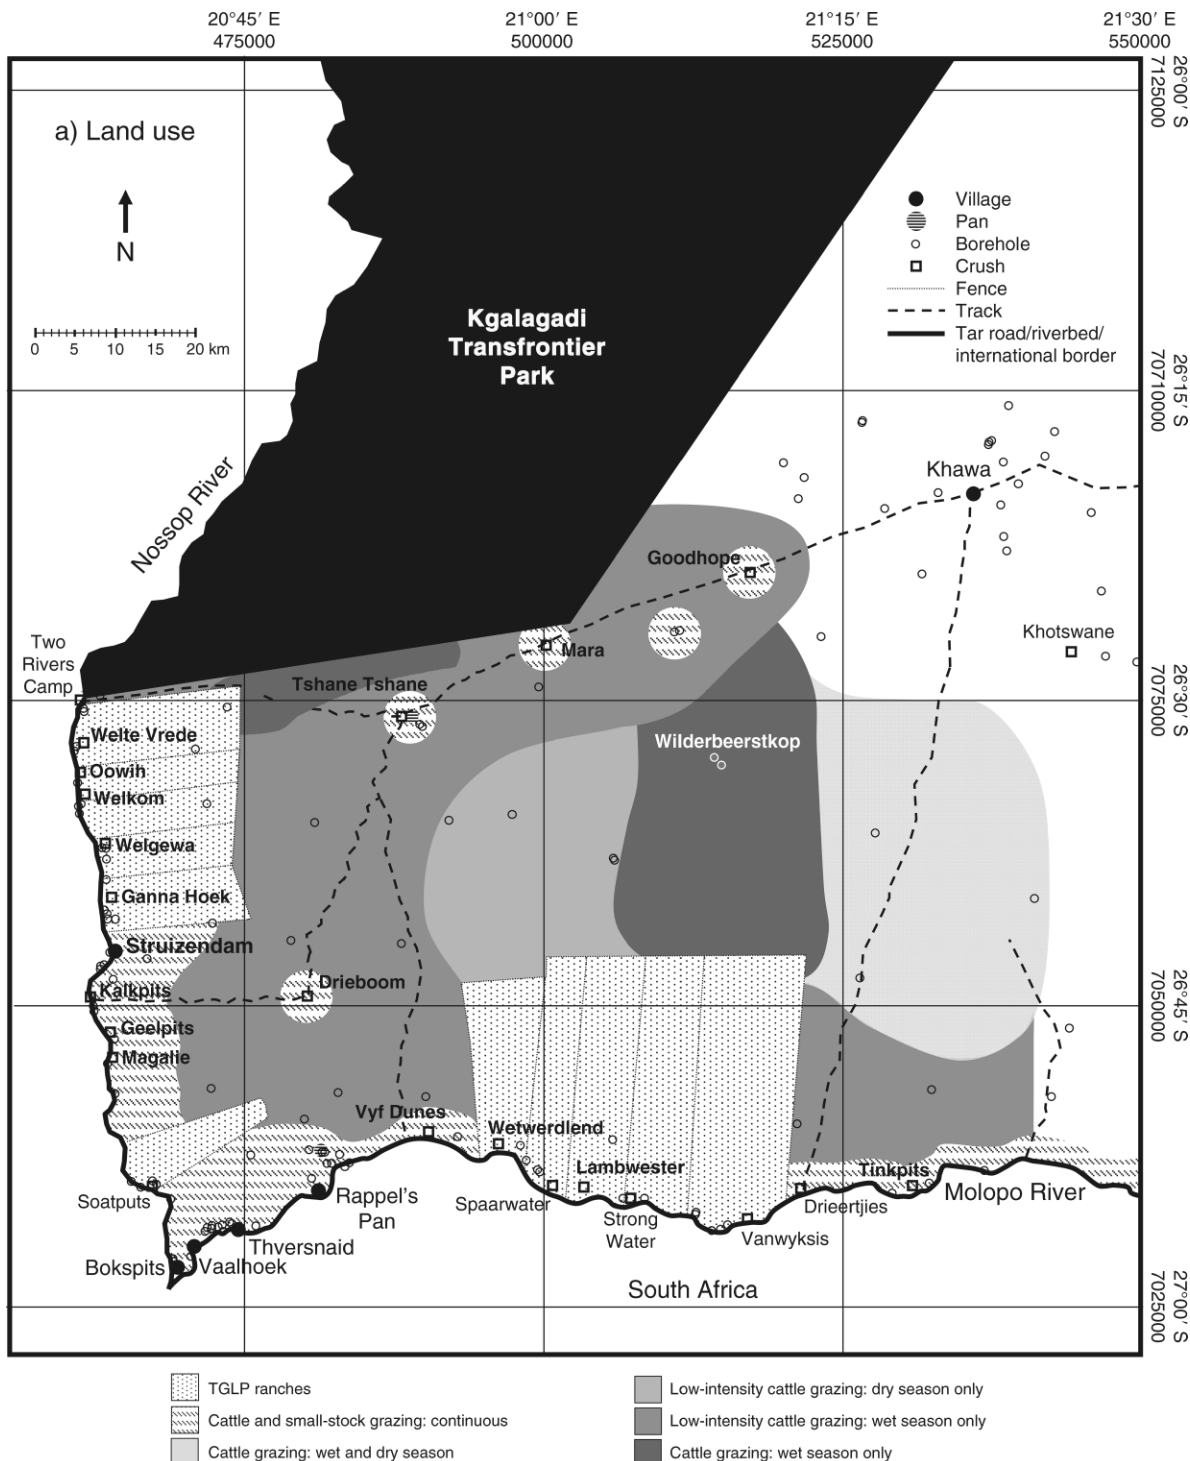 20°45′ E
21°00′ E
21°15′ E
21°30′ E
475000
500000
525000
550000
26°00′ S
7125000
a) Land use
N
0 5 10 15 20 km
Village
Pan
Borehole
Crush
Fence
Track
Tar road/riverbed/
international border
Kgalagadi
Transfrontier
Park
26°15′ S
7100000
Nossop River
Khawa
Goodhope
Khotswane
Mara
Two
Rivers
Camp
Tshane Tshane
26°30′ S
7075000
Welte Vrede
Wilderbeerstkop
Oowih
Welkom
Welgewa
Ganna Hoek
Struizendam
Kalkpits
Drieboom
26°45′ S
7050000
Geelpits
Magalie
Vyf Dunes
Wetwerdlend
Lambwester
Tinkpits
Soatputs
Rappel's
Pan
Spaarwater
Strong
Water
Vanwyksis
Drieertjies
Molopo River
Thversnaid
Vaalhoek
Bokspits
South Africa
27°00′ S
7025000
TGLP ranches
Cattle and small-stock grazing: continuous
Cattle grazing: wet and dry season
Low-intensity cattle grazing: dry season only
Low-intensity cattle grazing: wet season only
Cattle grazing: wet season only